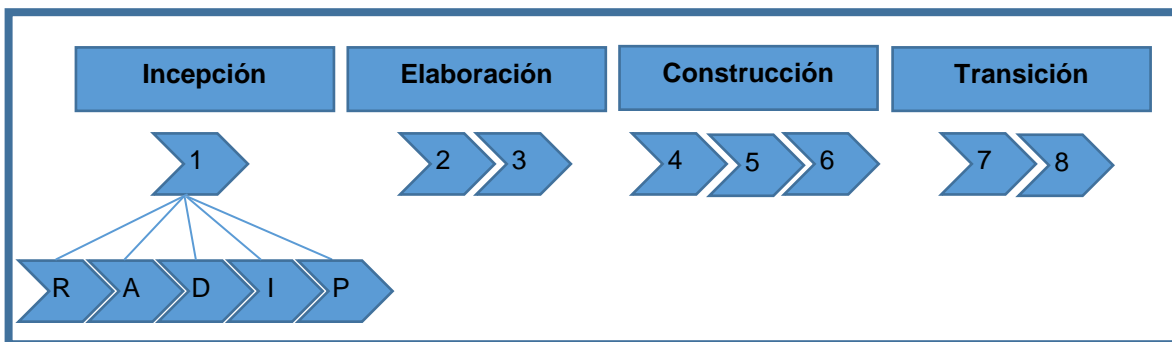 Incepción
Elaboración
Construcción
Transición
1
2
3
4
5
6
7
8
R
A
D
I
P